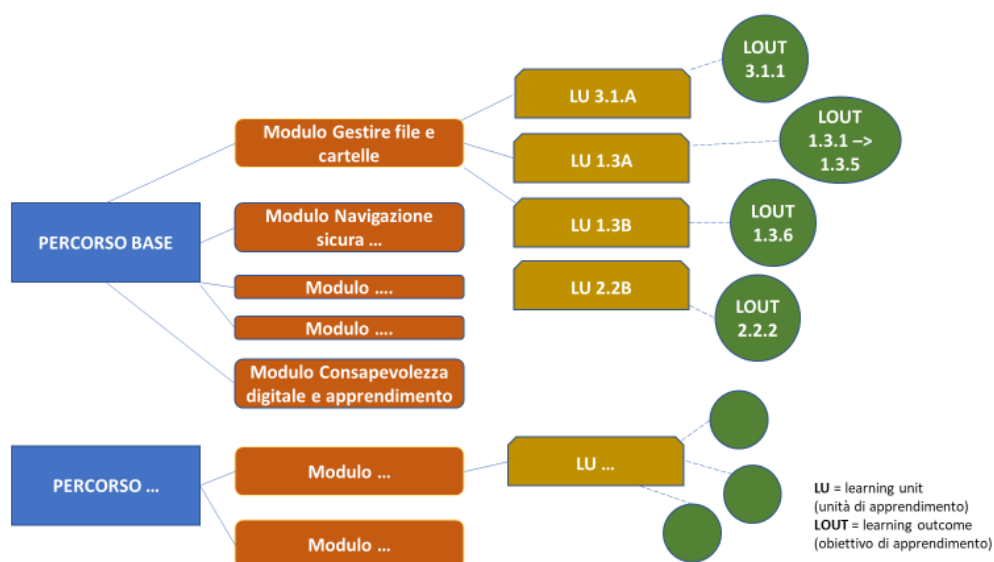 PERCORSO BASE
Modulo Gestire file e
cartelle
Modulo Navigazione
sicura ...
Modulo ....
Modulo ....
Modulo Consapevolezza
digitale e apprendimento
LU 3.1.A
LU 1.3A
LU 1.3B
LU 2.2B
LOUT
3.1.1
LOUT
1.3.1 –>
1.3.5
LOUT
1.3.6
LOUT
2.2.2
PERCORSO ...
Modulo ...
Modulo ...
LU ...
LU = learning unit
(unità di apprendimento)
LOUT = learning outcome
(obiettivo di apprendimento)